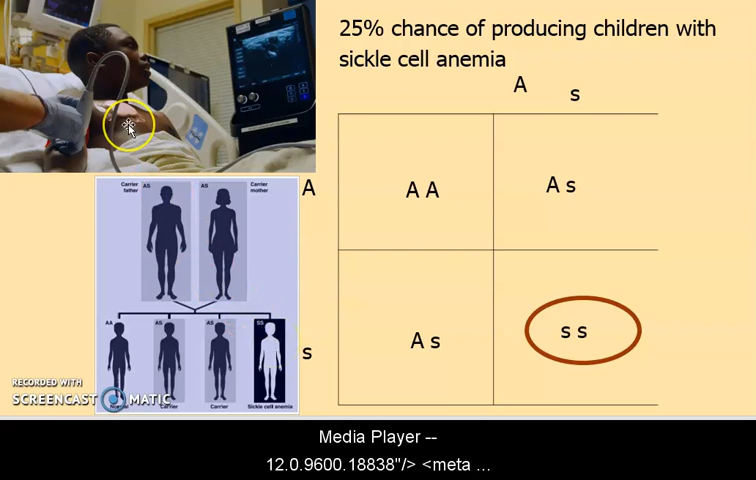 25% chance of producing children with
sickle cell anemia
A s
A
A A
A s
s
A s
s s
Carrier
father
AS
AS
Carrier
mother
AA
AS
AS
SS
Normal
Carrier
Carrier
Sickle cell anemia
RECORDED WITH
SCREENCAST MATIC
Media Player --
12.0.9600.18838"/> <meta ...